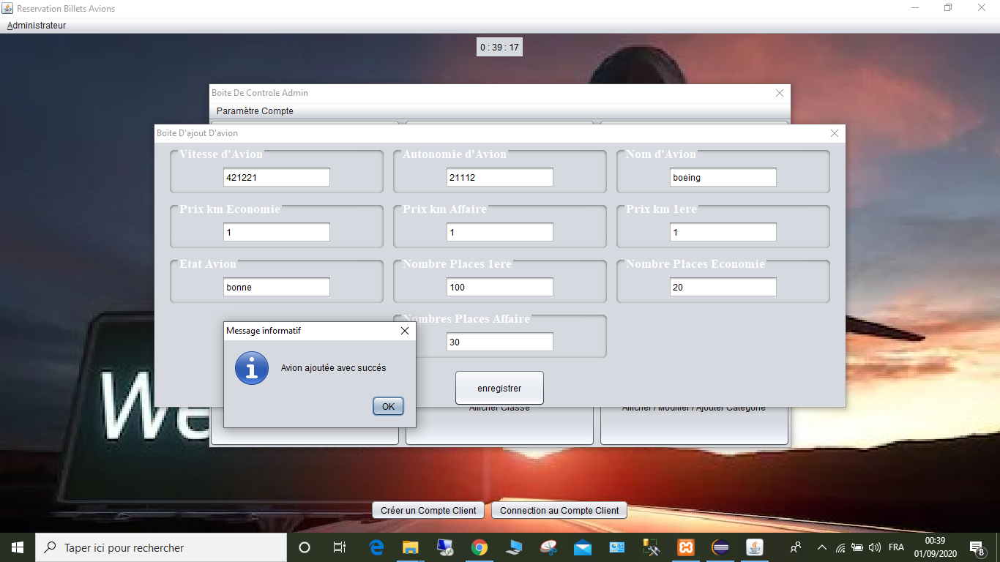 Reservation Billets Avions
Administrateur
0 : 39 : 17
Boite De Controle Admin
Paramètre Compte
Boite D'ajout D'avion
Vitesse d'Avion
Autonomie d'Avion
Nom d'Avion
421221
21112
boeing
Prix km Economie
Prix km Affaire
Prix km 1ere
1
1
1
Etat Avion
Nombre Places 1ere
Nombre Places Economie
bonne
100
20
Nombres Places Affaire
30
Message informatif
Avion ajoutée avec succés
OK
enregistrer
Afficher Classe
Afficher / Modifier / Ajouter Categorie
We
Créer un Compte Client
Connection au Compte Client
Taper ici pour rechercher
FRA
00:39
01/09/2020
8